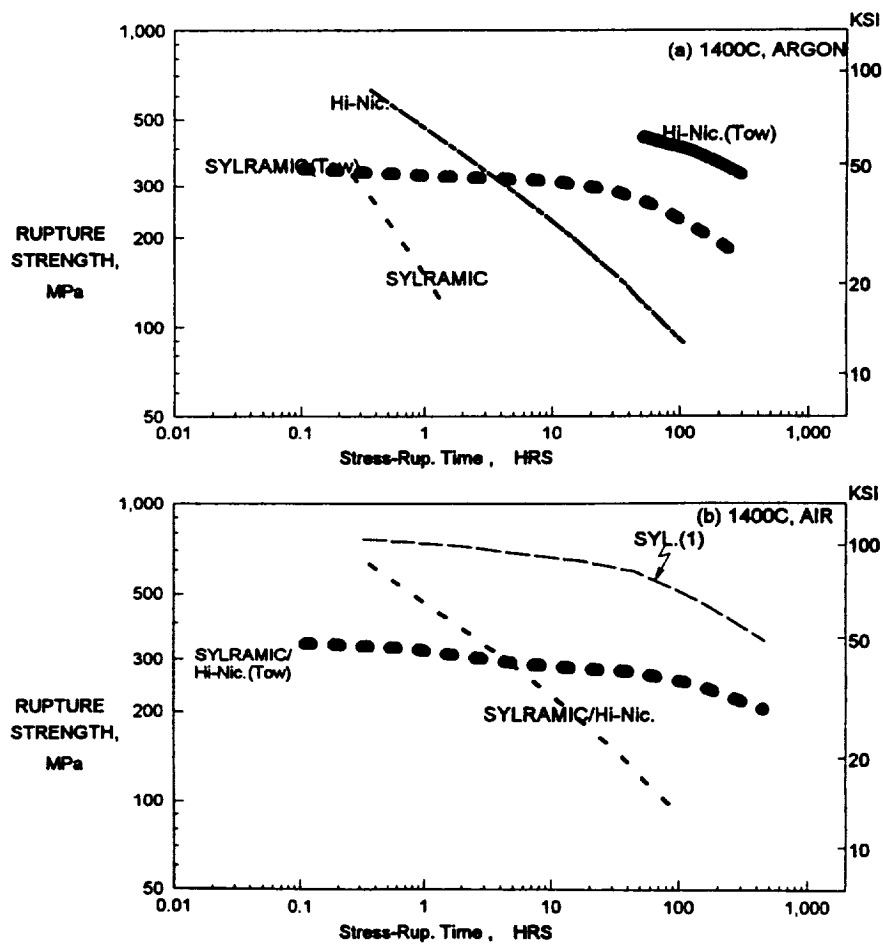 KSI
1,000
(a) 1400C, ARGON
100
Hi-Nic.
500
Hi-Nic.(Tow)
SYLRAMIC(Tow)
50
300
RUPTURE
STRENGTH,
MPa
200
SYLRAMIC
20
100
10
50
0.01 0.1 1 10 100 1,000
Stress-Rup. Time , HRS
KSI
1,000
(b) 1400C, AIR
SYL.(1)
100
500
50
300
SYLRAMIC/
Hi-Nic.(Tow)
RUPTURE
STRENGTH,
MPa
200
SYLRAMIC/Hi-Nic.
20
100
10
50
0.01 0.1 1 10 100 1,000
Stress-Rup. Time , HRS